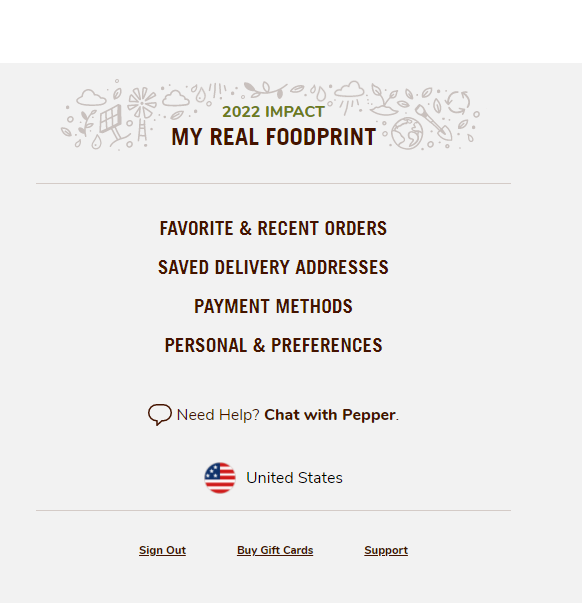 2022 IMPACT
MY REAL FOODPRINT
FAVORITE & RECENT ORDERS
SAVED DELIVERY ADDRESSES
PAYMENT METHODS
PERSONAL & PREFERENCES
Need Help? Chat with Pepper.
United States
Sign Out Buy Gift Cards Support